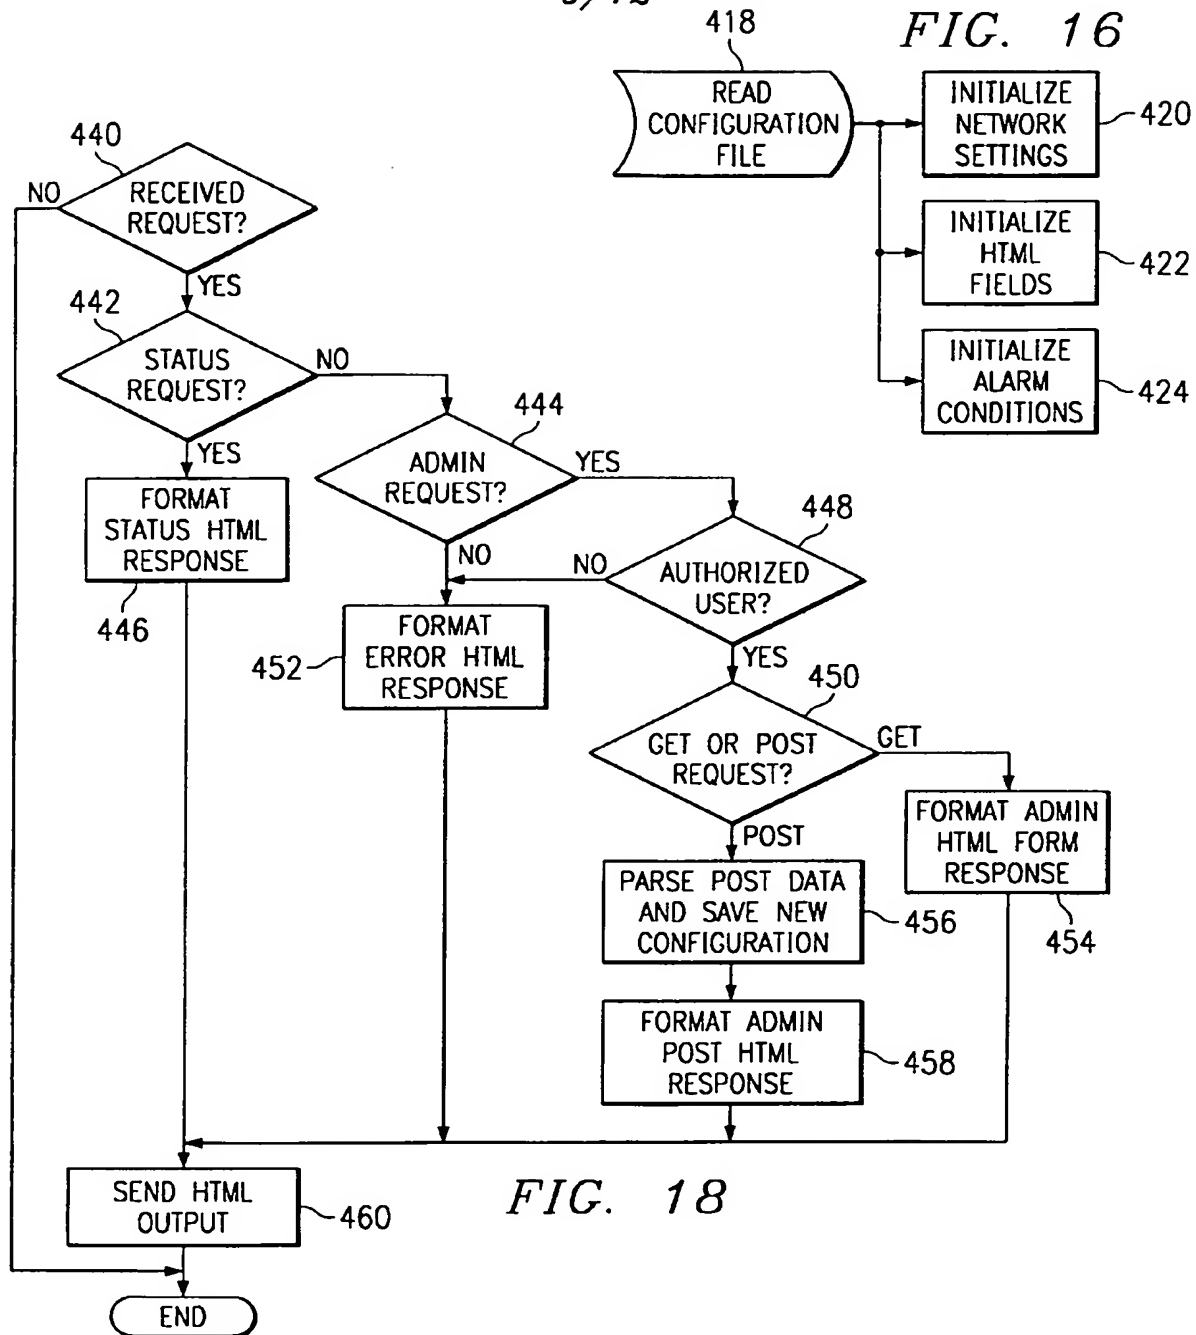 FIG. 16
418
READ
CONFIGURATION
FILE
INITIALIZE
NETWORK
SETTINGS
420
INITIALIZE
HTML
FIELDS
422
INITIALIZE
ALARM
CONDITIONS
424
440
RECEIVED
REQUEST?
NO
YES
442
STATUS
REQUEST?
NO
YES
444
ADMIN
REQUEST?
YES
NO
FORMAT
STATUS HTML
RESPONSE
446
448
AUTHORIZED
USER?
NO
YES
FORMAT
ERROR HTML
RESPONSE
452
450
GET OR POST
REQUEST?
GET
POST
FORMAT ADMIN
HTML FORM
RESPONSE
454
PARSE POST DATA
AND SAVE NEW
CONFIGURATION
456
FORMAT ADMIN
POST HTML
RESPONSE
458
SEND HTML
OUTPUT
460
FIG. 18
END